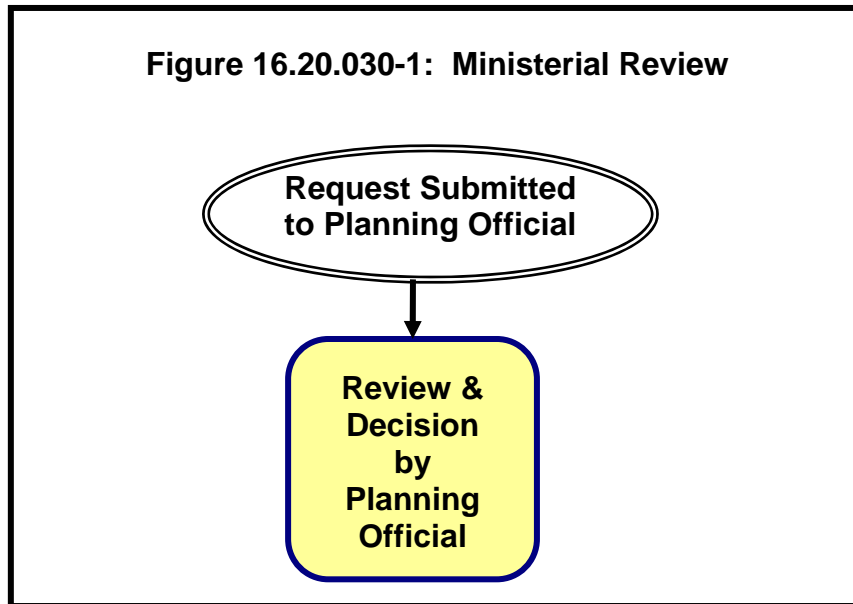 Figure 16.20.030-1: Ministerial Review
Request Submitted
to Planning Official
Review &
Decision
by
Planning
Official